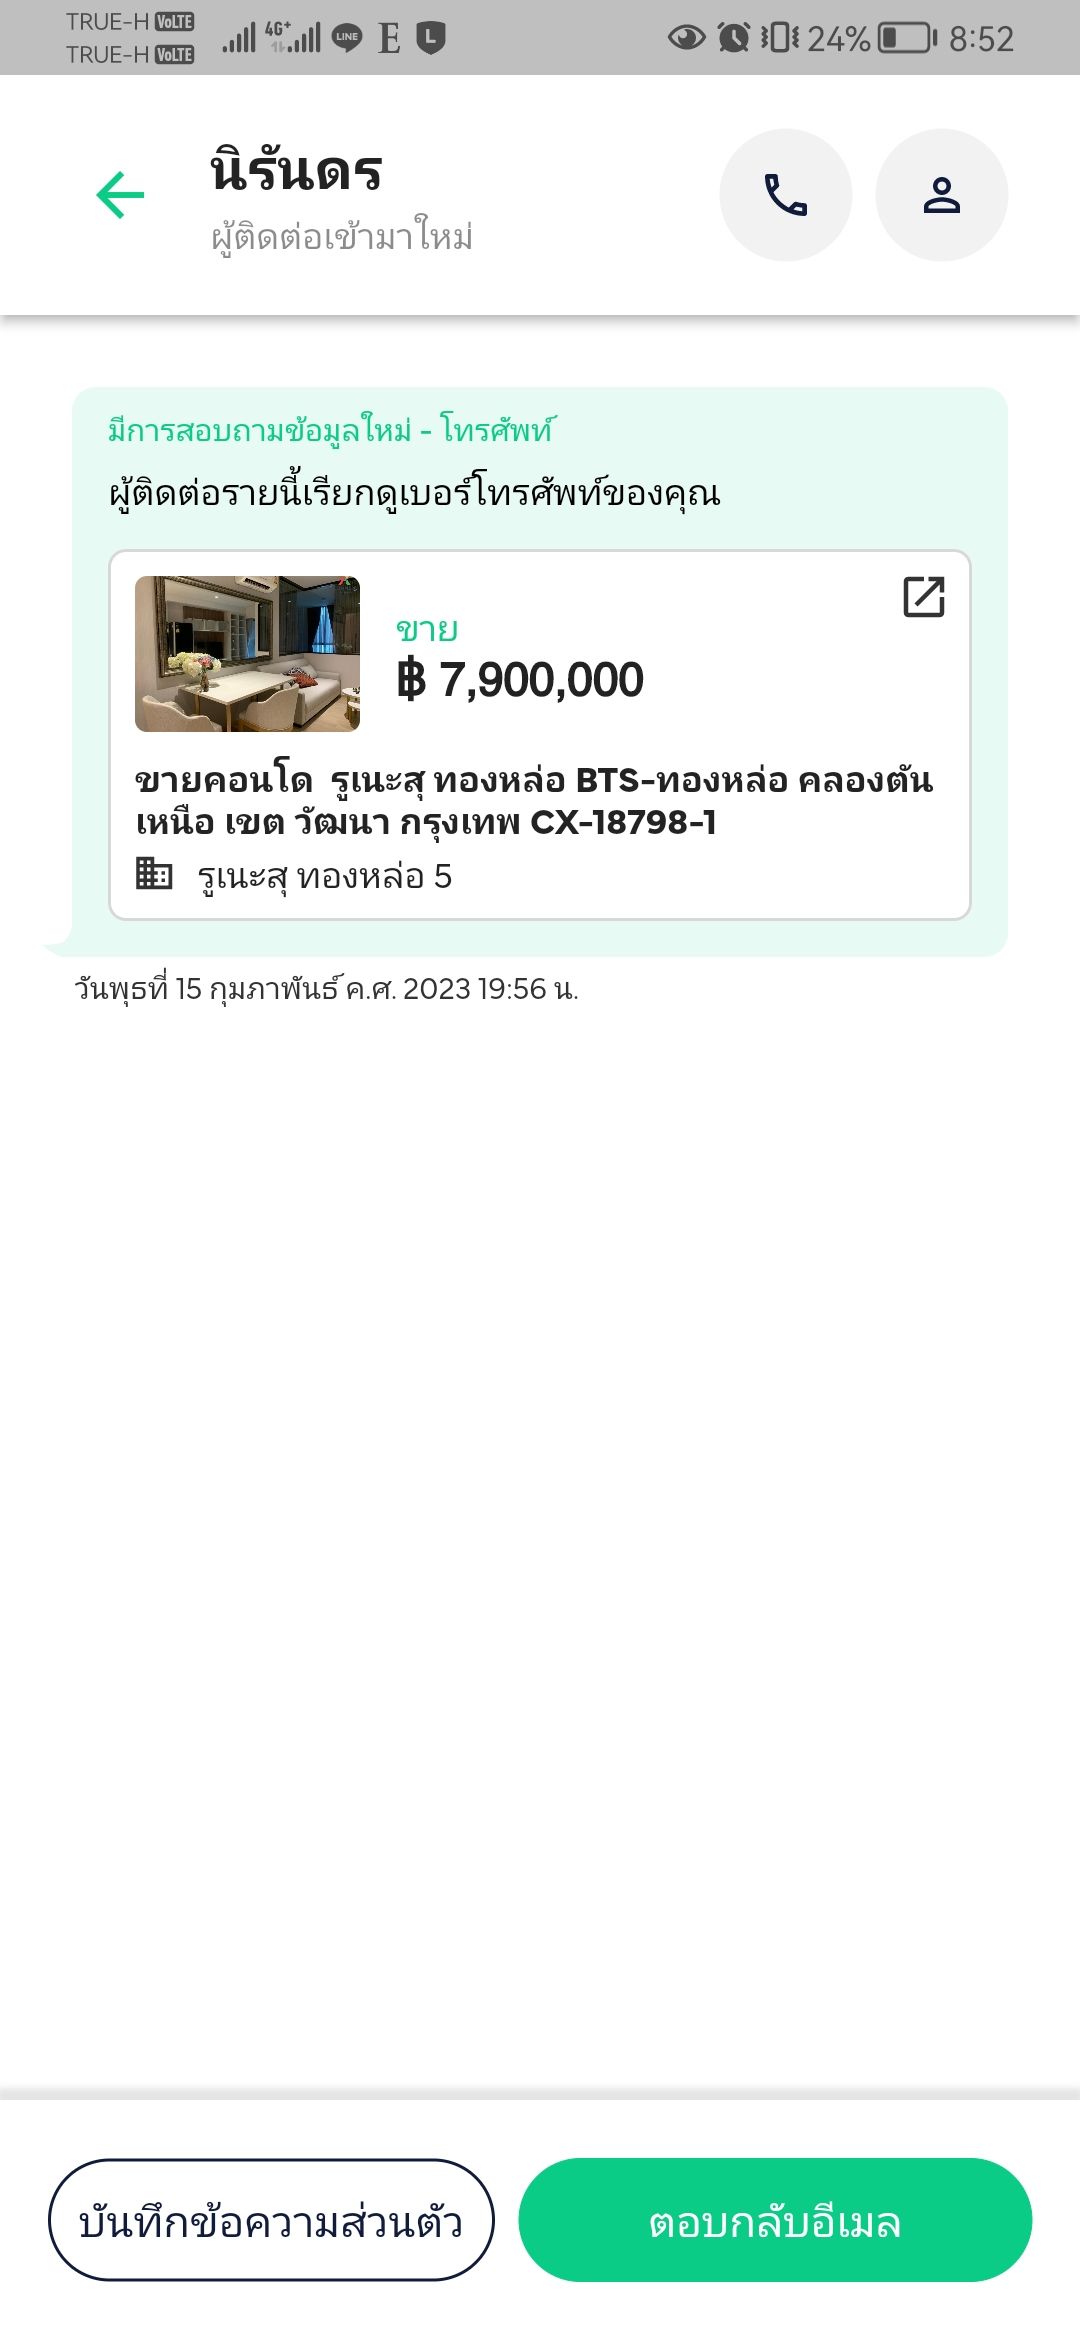 TRUE-H VoLTE
TRUE-H VoLTE
4G+
LINE
E
L
24%
8:52
นิรันดร
ผู้ติดต่อเข้ามาใหม่
มีการสอบถามข้อมูลใหม่ - โทรศัพท์
ผู้ติดต่อรายนี้เรียกดูเบอร์โทรศัพท์ของคุณ
ขาย
฿ 7,900,000
ขายคอนโด รูเนะสุ ทองหล่อ BTS-ทองหล่อ คลองตัน
เหนือ เขต วัฒนา กรุงเทพ CX-18798-1
รูเนะสุ ทองหล่อ 5
วันพุธที่ 15 กุมภาพันธ์ ค.ศ. 2023 19:56 น.
บันทึกข้อความส่วนตัว
ตอบกลับอีเมล